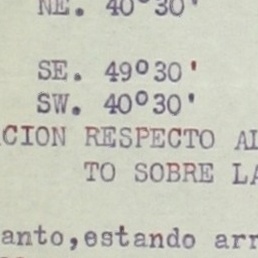 NE. 40°30'
SE. 49°30'
SW. 40°30'
CION RESPECTO AL
TO SOBRE LA
anto,estando arr